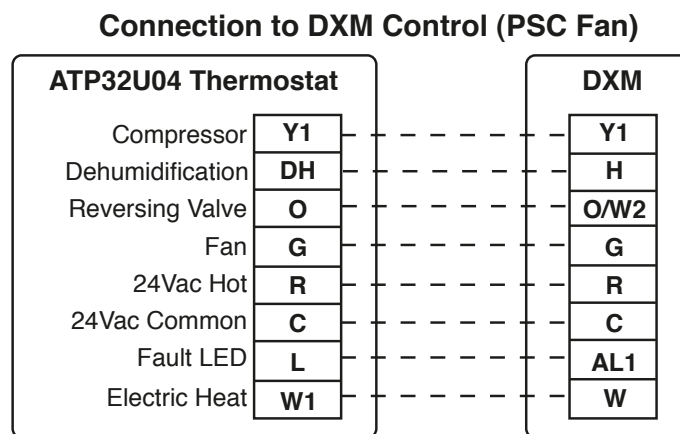 Connection to DXM Control (PSC Fan)
ATP32U04 Thermostat DXM
Compressor Y1 Y1
Dehumidification DH H
Reversing Valve O O/W2
Fan G G
24Vac Hot R R
24Vac Common C C
Fault LED L AL1
Electric Heat W1 W